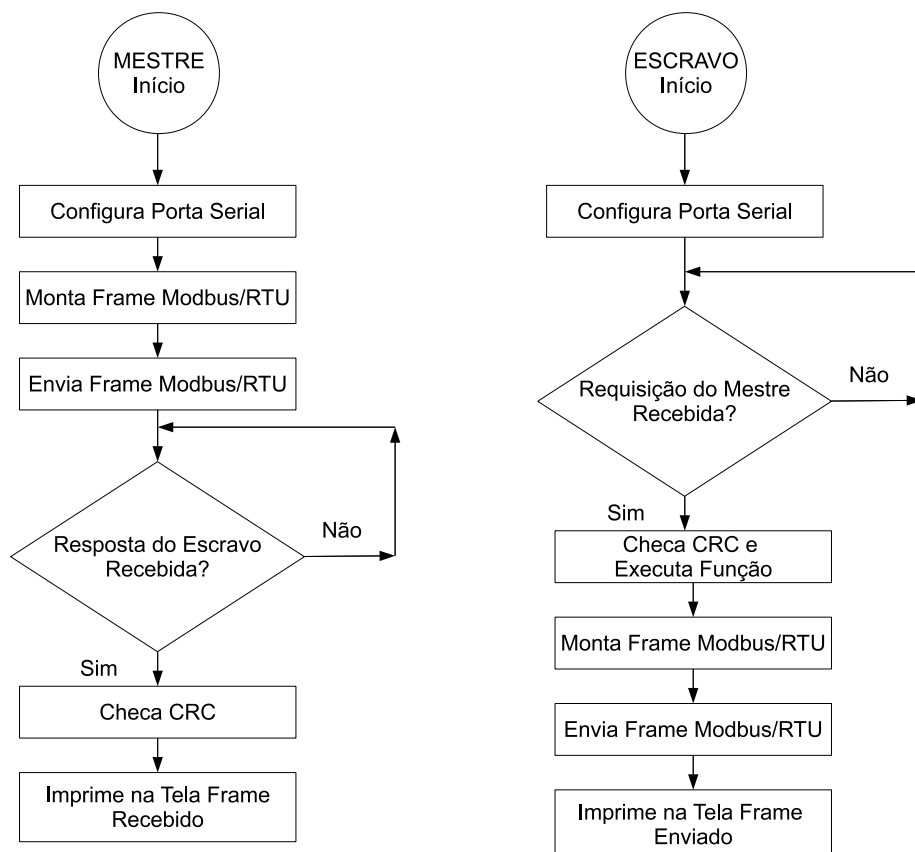 MESTRE
Início
Configura Porta Serial
Monta Frame Modbus/RTU
Envia Frame Modbus/RTU
Resposta do Escravo
Recebida?
Não
Sim
Checa CRC
Imprime na Tela Frame
Recebido
ESCRAVO
Início
Configura Porta Serial
Requisição do Mestre
Recebida?
Não
Sim
Checa CRC e
Executa Função
Monta Frame Modbus/RTU
Envia Frame Modbus/RTU
Imprime na Tela Frame
Enviado